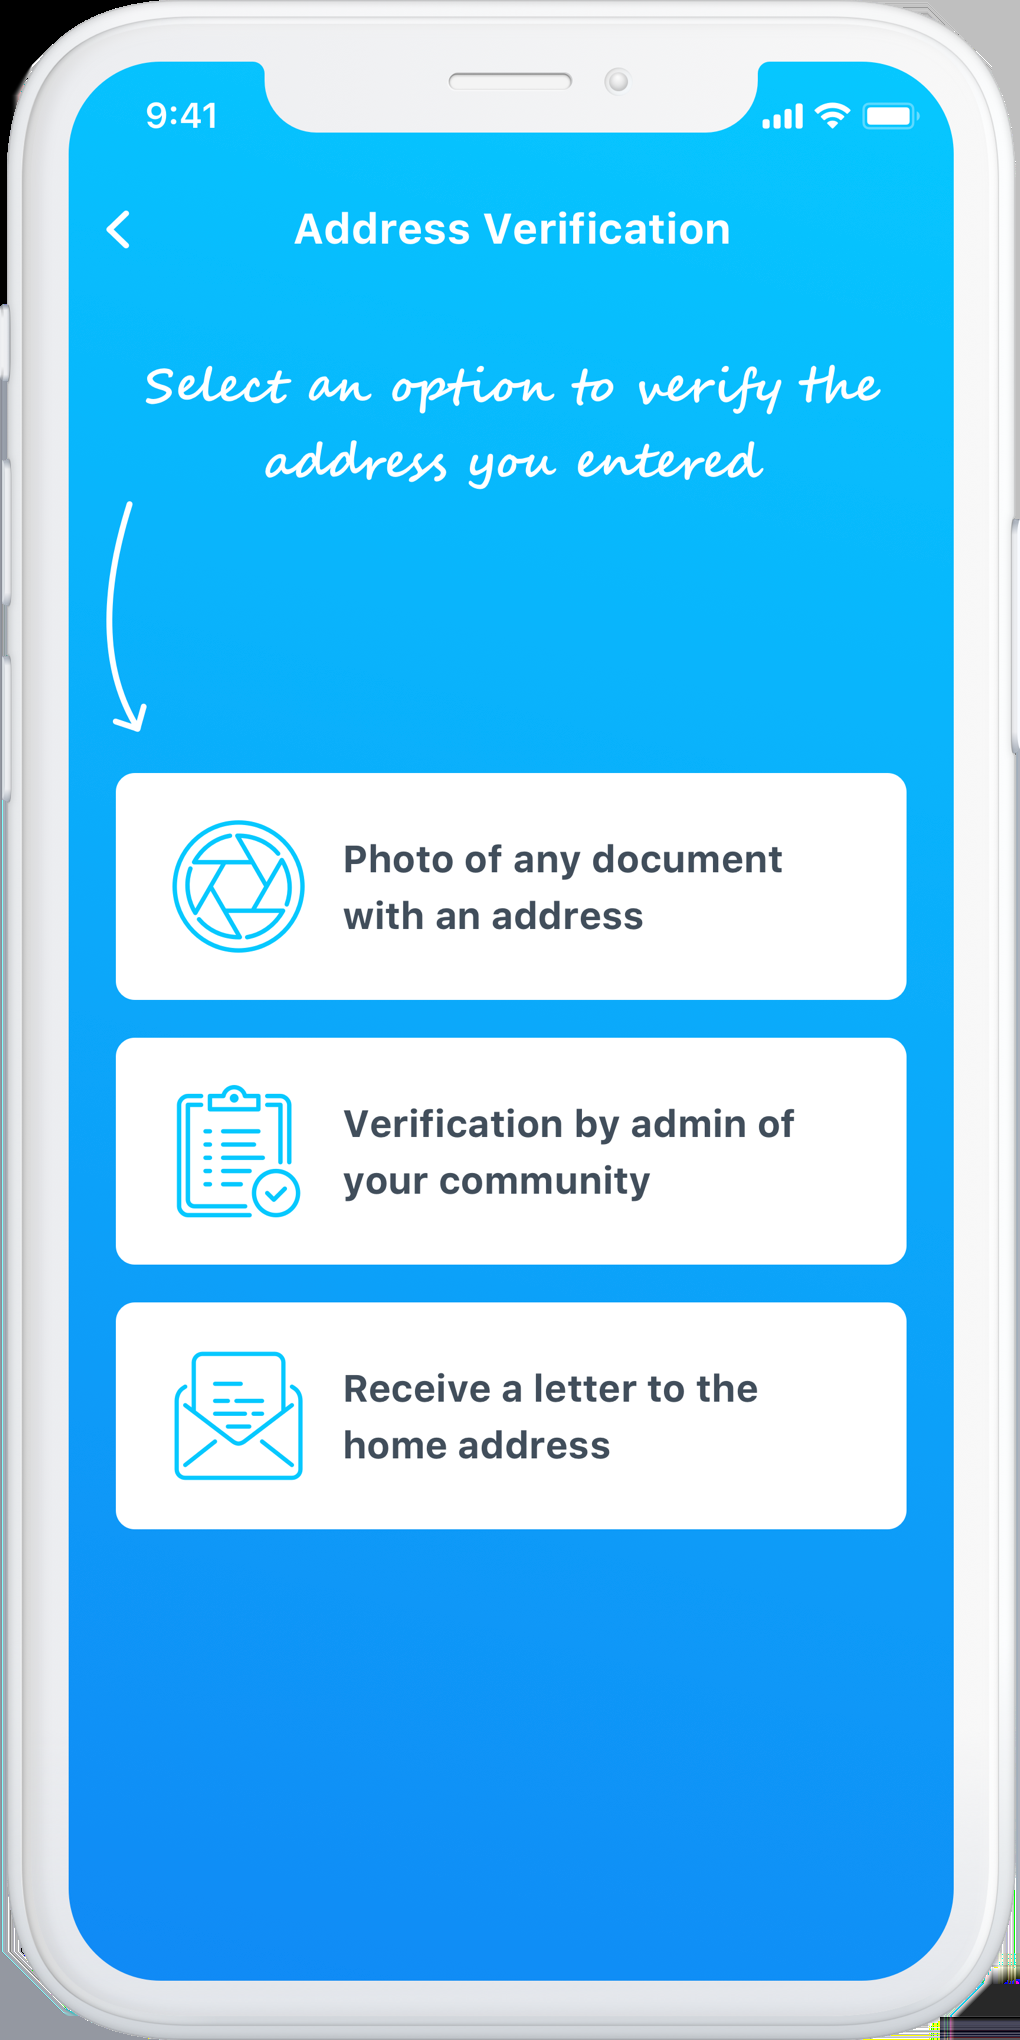 9:41
Address Verification
Select an option to verify the
address you entered
Photo of any document
with an address
Verification by admin of
your community
Receive a letter to the
home address